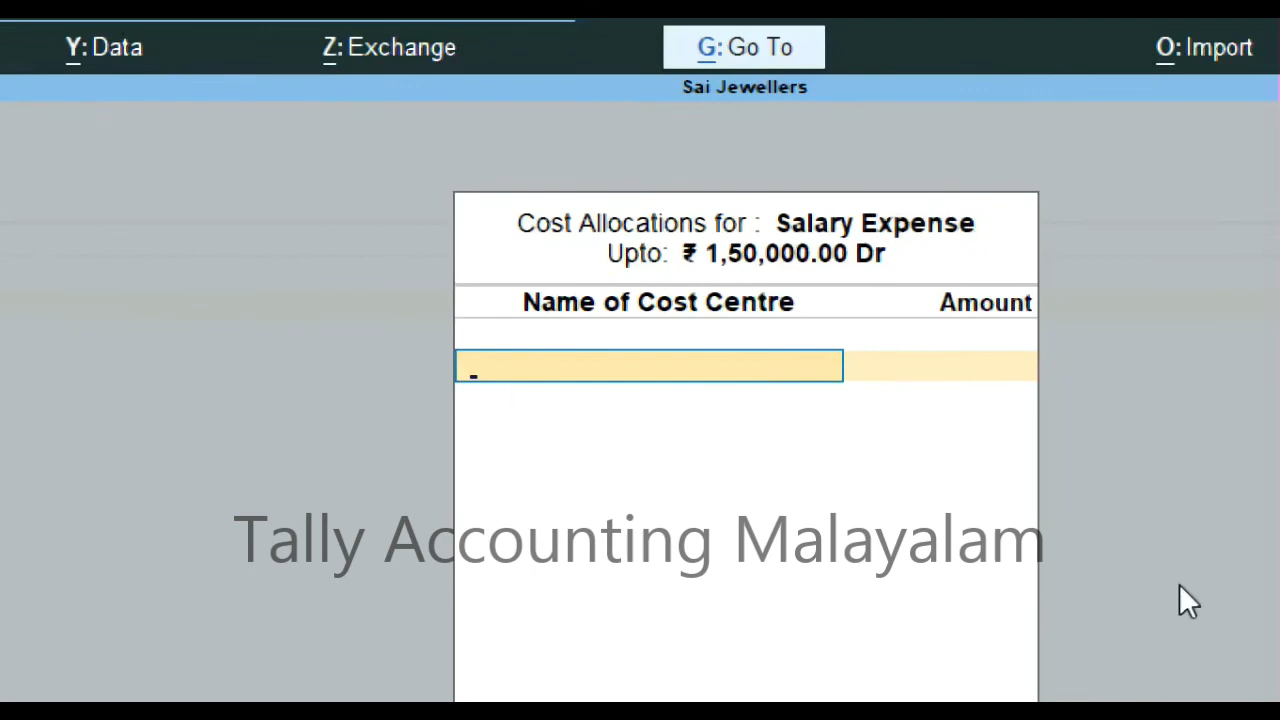 Y: Data Z: Exchange G: Go To O: Import
Sai Jewellers
Cost Allocations for : Salary Expense
Upto: ₹ 1,50,000.00 Dr
Name of Cost Centre Amount
Tally Accounting Malayalam